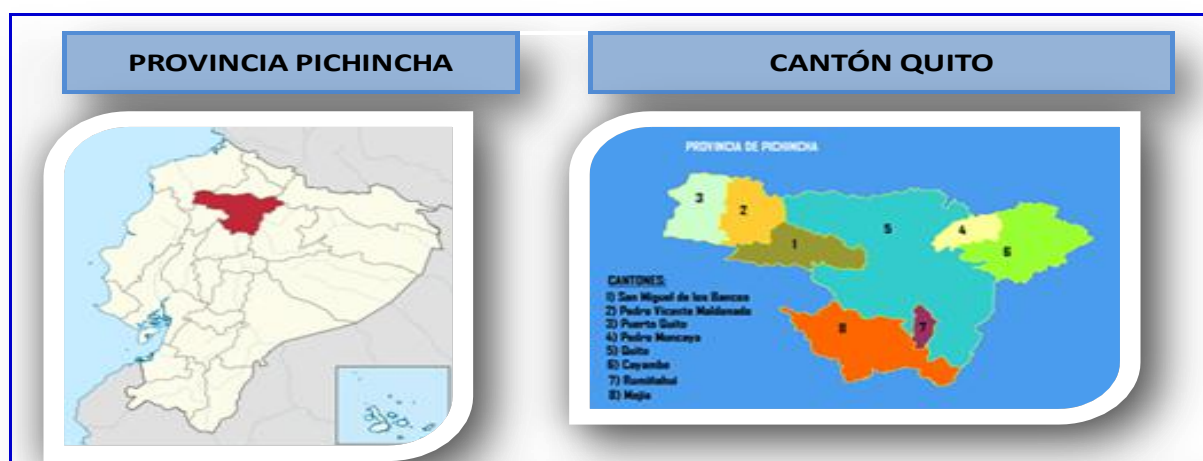 PROVINCIA PICHINCHA
CANTÓN QUITO
PROVINCIA DE PICHINCHA
3
2
5
4
1
6
8
7
CANTONES:
1) San Miguel de los Bancos
2) Pedro Vicente Maldonado
3) Puerto Quito
4) Pedro Moncayo
5) Quito
6) Cayambe
7) Rumiñahui
8) Mejia